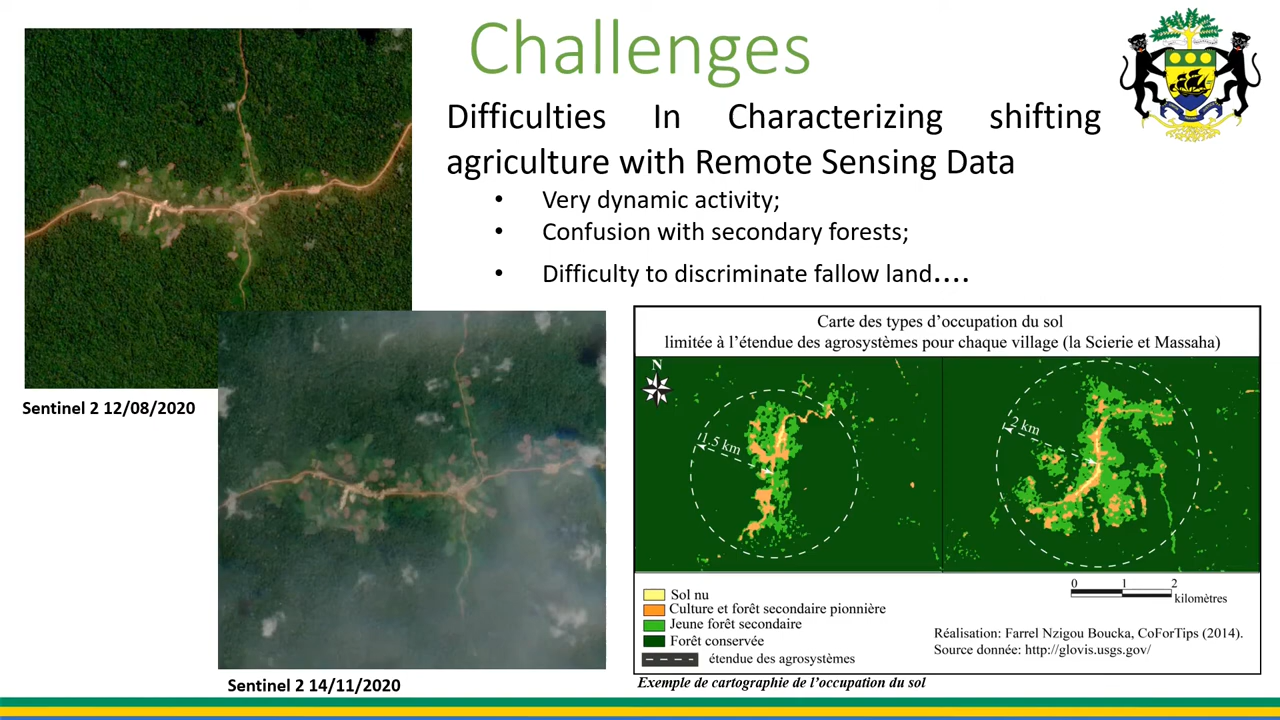 Challenges
Difficulties In Characterizing shifting
agriculture with Remote Sensing Data
• Very dynamic activity;
• Confusion with secondary forests;
• Difficulty to discriminate fallow land....
Sentinel 2 12/08/2020
Sentinel 2 14/11/2020
Carte des types d’occupation du sol
limitée à l’étendue des agrosystèmes pour chaque village (la Scierie et Massaha)
N
1.5 km
2 km
Sol nu
Culture et forêt secondaire pionnière
Jeune forêt secondaire
Forêt conservée
étendue des agrosystèmes
0 1 2
kilomètres
Réalisation: Farrel Nzigou Boucka, CoForTips (2014).
Source donnée: http://glovis.usgs.gov/
Exemple de cartographie de l’occupation du sol